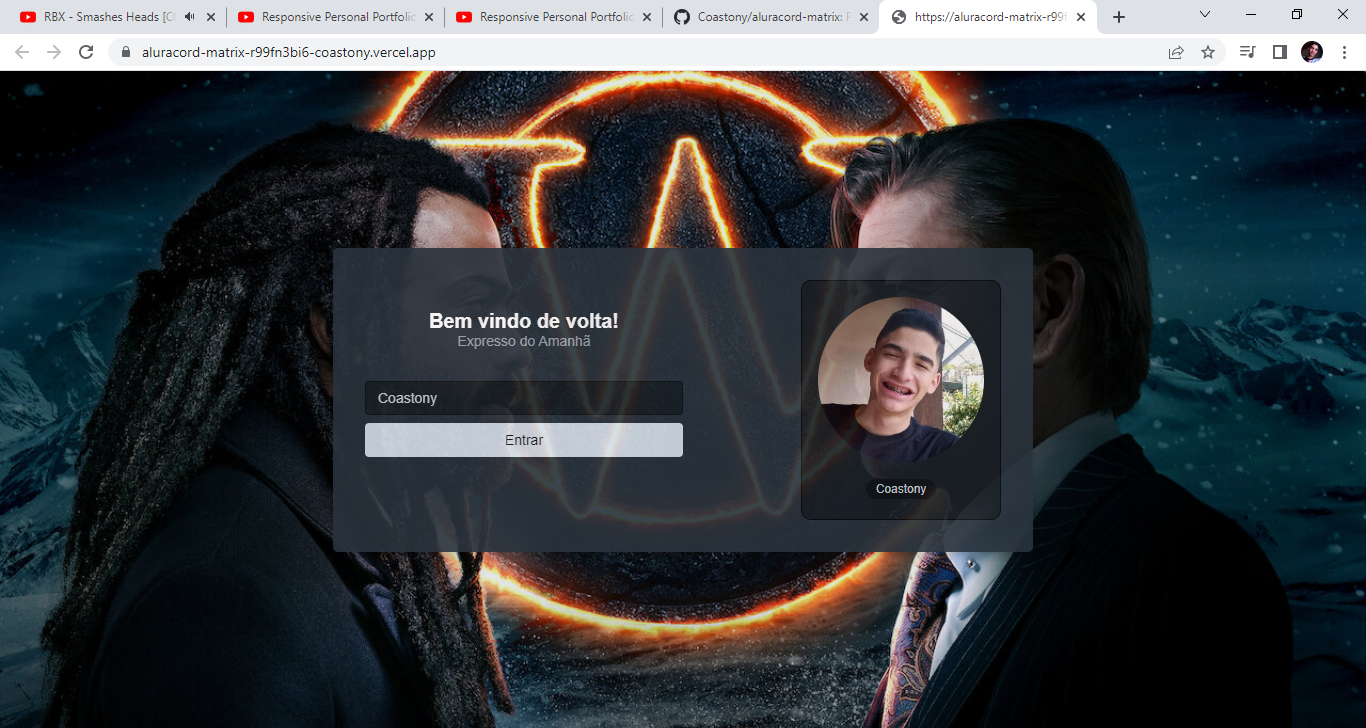 RBX - Smashes Heads [C
Responsive Personal Portfolio
Responsive Personal Portfolio
Coastony/aluracord-matrix:
https://aluracord-matrix-r99f
aluracord-matrix-r99fn3bi6-coastony.vercel.app
Bem vindo de volta!
Expresso do Amanhã
Coastony
Entrar
Coastony